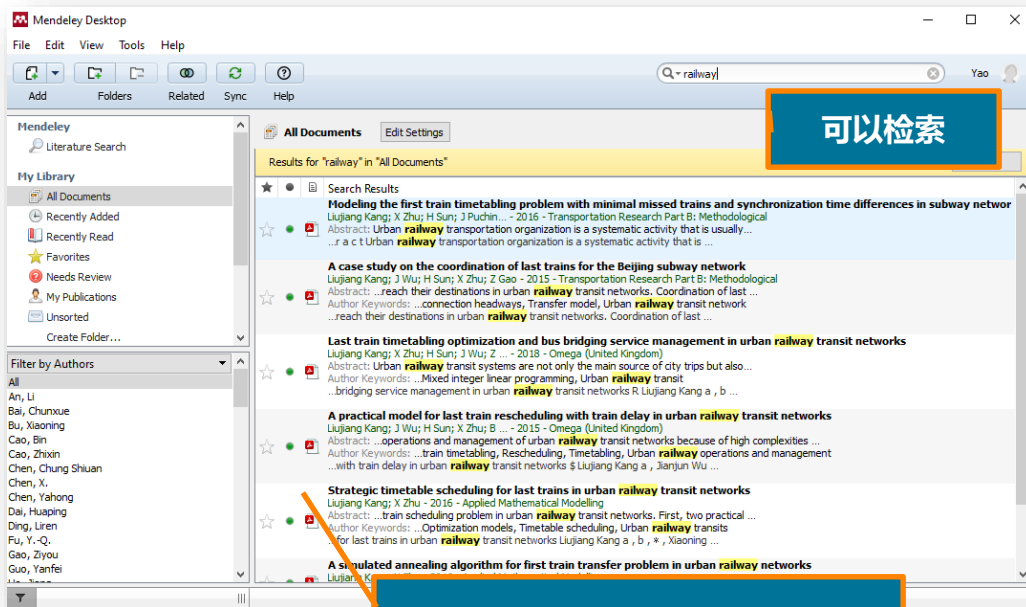 Mendeley Desktop
File Edit View Tools Help
railway
Yao
Add Folders Related Sync Help
可以检索
Mendeley
Literature Search
My Library
All Documents
Recently Added
Recently Read
Favorites
Needs Review
My Publications
Unsorted
Create Folder...
Filter by Authors
All
An, Li
Bai, Chunxue
Bu, Xiaoning
Cao, Bin
Cao, Zhixin
Chen, Chung Shiuan
Chen, X.
Chen, Yahong
Dai, Huaping
Ding, Liren
Fu, Y.-Q.
Gao, Ziyou
Guo, Yanfei
All Documents Edit Settings
Results for "railway" in "All Documents"
Search Results
Modeling the first train timetabling problem with minimal missed trains and synchronization time differences in subway networ
Liujiang Kang; X Zhu; H Sun; J Puchin... - 2016 - Transportation Research Part B: Methodological
Abstract: Urban railway transportation organization is a systematic activity that is usually...
...r a c t Urban railway transportation organization is a systematic activity that is ...
A case study on the coordination of last trains for the Beijing subway network
Liujiang Kang; J Wu; H Sun; X Zhu; Z Gao - 2015 - Transportation Research Part B: Methodological
Abstract: ...reach their destinations in urban railway transit networks. Coordination of last ...
Author Keywords: ...connection headways, Transfer model, Urban railway transit network
...reach their destinations in urban railway transit networks. Coordination of last ...
Last train timetabling optimization and bus bridging service management in urban railway transit networks
Liujiang Kang; X Zhu; H Sun; J Wu; Z ... - 2018 - Omega (United Kingdom)
Abstract: Urban railway transit systems are not only the main source of city trips but also...
Author Keywords: ...Mixed integer linear programming, Urban railway transit
...bridging service management in urban railway transit networks R Liujiang Kang a , b ...
A practical model for last train rescheduling with train delay in urban railway transit networks
Liujiang Kang; J Wu; H Sun; X Zhu; B ... - 2015 - Omega (United Kingdom)
Abstract: ...operations and management of urban railway transit networks because of high complexities ...
Author Keywords: ...train timetabling, Rescheduling, Timetabling, Urban railway operations and management
...with train delay in urban railway transit networks $ Liujiang Kang a , Jianjun Wu ...
Strategic timetable scheduling for last trains in urban railway transit networks
Liujiang Kang; X Zhu - 2016 - Applied Mathematical Modelling
Abstract: ...train scheduling problem in urban railway transit networks. First, two practical ...
Author Keywords: ...Optimization models, Timetable scheduling, Urban railway transits
...for last trains in urban railway transit networks Liujiang Kang a , b , * , Xiaoning ...
A simulated annealing algorithm for first train transfer problem in urban railway networks
Liujiang